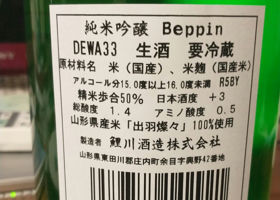 純米吟醸 Beppin
DEWA33 生酒 要冷蔵
原材料名 米（国産）、米麹（国産米）
アルコール分15.0度以上16.0度未満 R5BY
精米歩合50% 日本酒度 +3
総酸度 1.4 アミノ酸度 0.5
山形県産米「出羽燦々」100%使用
製造者 鯉川酒造株式会社
山形県東田川郡庄内町余目字興野42番地